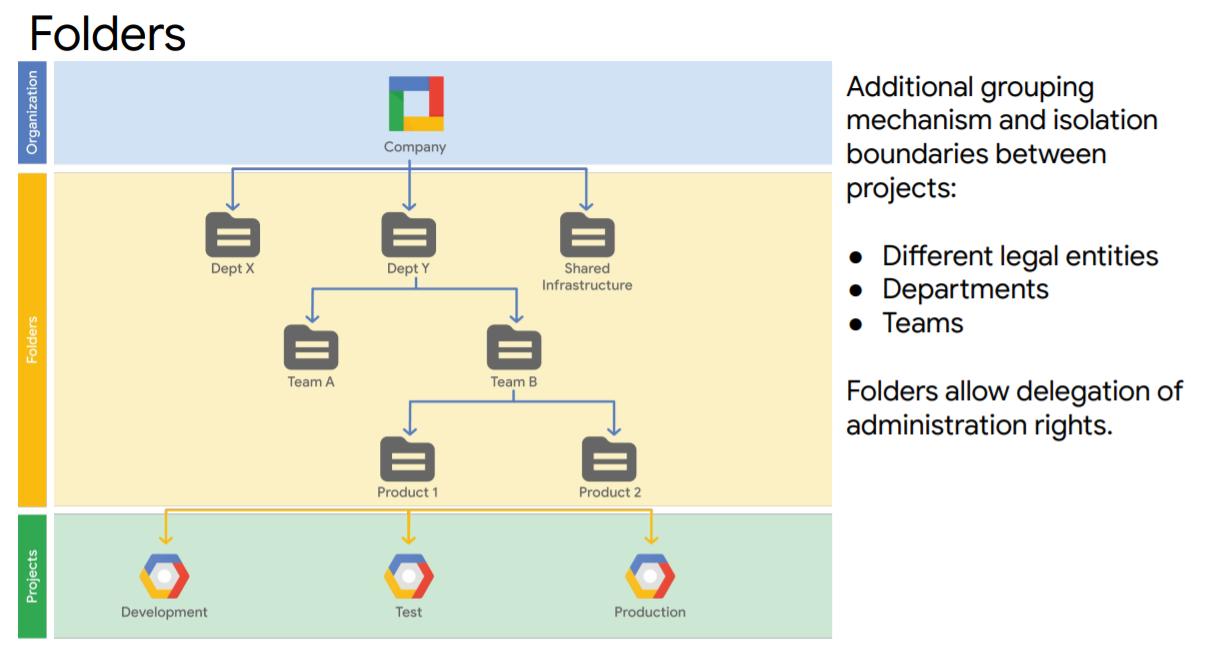 Folders
Organization
Company
Folders
Dept X
Dept Y
Shared
Infrastructure
Team A
Team B
Product 1
Product 2
Projects
Development
Test
Production
Additional grouping
mechanism and isolation
boundaries between
projects:
● Different legal entities
● Departments
● Teams
Folders allow delegation of
administration rights.